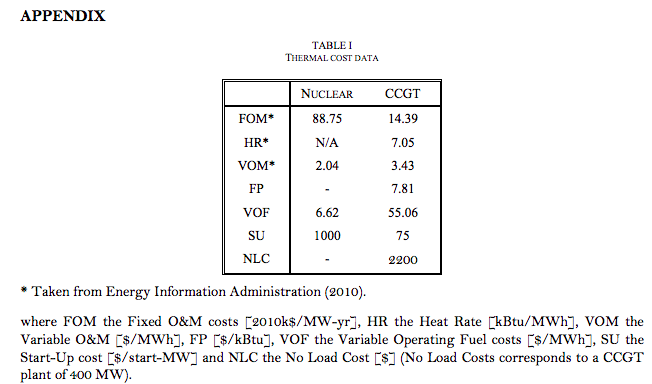 APPENDIX
TABLE I
THERMAL COST DATA
NUCLEAR CCGT
FOM* 88.75 14.39
HR* N/A 7.05
VOM* 2.04 3.43
FP - 7.81
VOF 6.62 55.06
SU 1000 75
NLC - 2200
* Taken from Energy Information Administration (2010).
where FOM the Fixed O&M costs [2010k$/MW-yr], HR the Heat Rate [kBtu/MWh], VOM the
Variable O&M [$/MWh], FP [$/kBtu], VOF the Variable Operating Fuel costs [$/MWh], SU the
Start-Up cost [$/start-MW] and NLC the No Load Cost [$] (No Load Costs corresponds to a CCGT
plant of 400 MW).